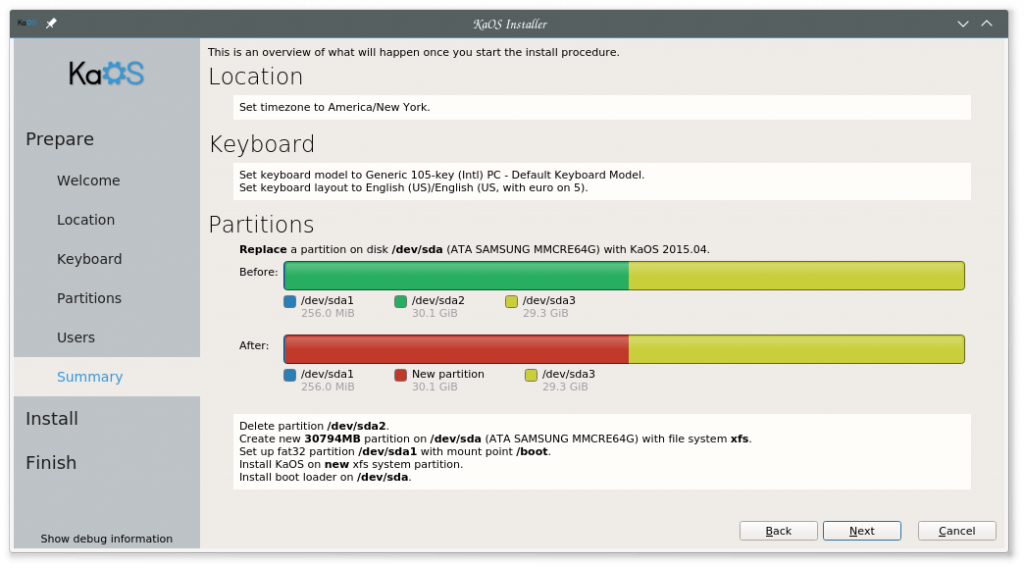 KaOS
KaOS Installer
KaOS
Prepare
Welcome
Location
Keyboard
Partitions
Users
Summary
Install
Finish
Show debug information
This is an overview of what will happen once you start the install procedure.
Location
Set timezone to America/New York.
Keyboard
Set keyboard model to Generic 105-key (Intl) PC - Default Keyboard Model.
Set keyboard layout to English (US)/English (US, with euro on 5).
Partitions
Replace a partition on disk /dev/sda (ATA SAMSUNG MMCRE64G) with KaOS 2015.04.
Before:
/dev/sda1 /dev/sda2 /dev/sda3
256.0 MiB 30.1 GiB 29.3 GiB
After:
/dev/sda1 New partition /dev/sda3
256.0 MiB 30.1 GiB 29.3 GiB
Delete partition /dev/sda2.
Create new 30794MB partition on /dev/sda (ATA SAMSUNG MMCRE64G) with file system xfs.
Set up fat32 partition /dev/sda1 with mount point /boot.
Install KaOS on new xfs system partition.
Install boot loader on /dev/sda.
Back Next Cancel